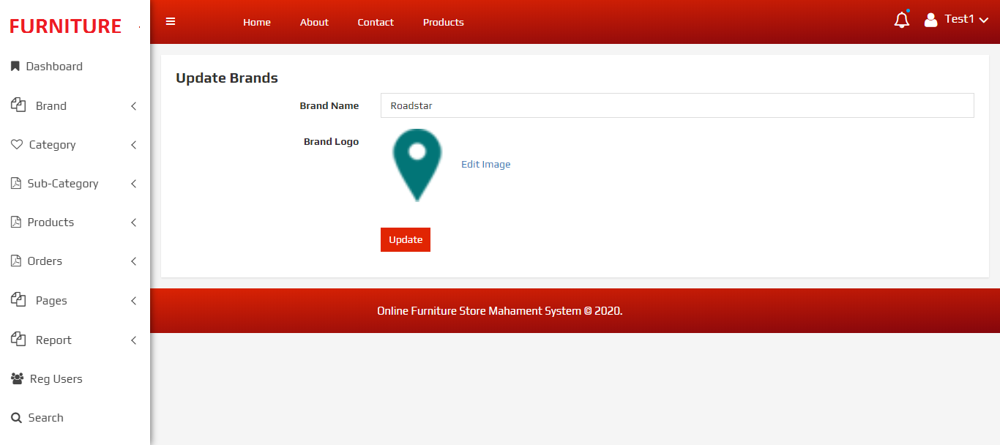 FURNITURE
Home About Contact Products
Test1
Dashboard
Brand
Category
Sub-Category
Products
Orders
Pages
Report
Reg Users
Search
Update Brands
Brand Name Roadstar
Brand Logo
Edit Image
Update
Online Furniture Store Mahament System © 2020.